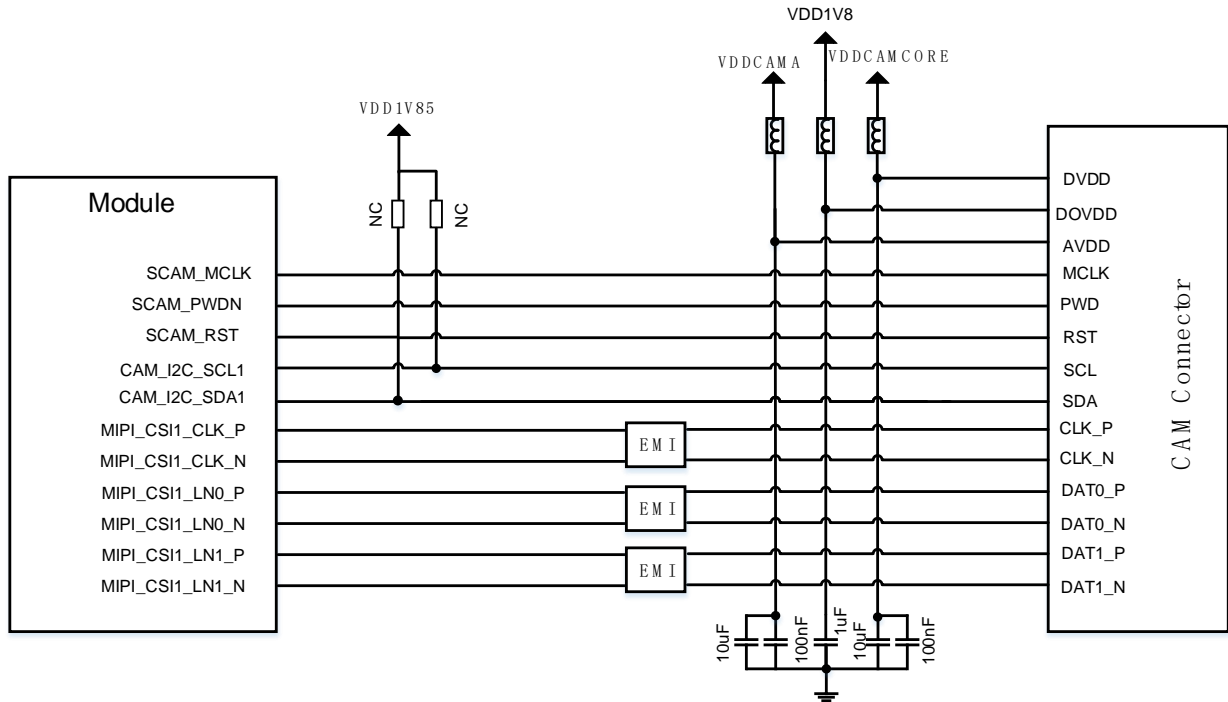 VDD1V8
VDDCAMA
VDDCAMCORE
VDD1V85
NC
NC
Module
SCAM_MCLK
SCAM_PWDN
SCAM_RST
CAM_I2C_SCL1
CAM_I2C_SDA1
MIPI_CSI1_CLK_P
MIPI_CSI1_CLK_N
MIPI_CSI1_LN0_P
MIPI_CSI1_LN0_N
MIPI_CSI1_LN1_P
MIPI_CSI1_LN1_N
EMI
EMI
EMI
DVDD
DOVDD
AVDD
MCLK
PWD
RST
SCL
SDA
CLK_P
CLK_N
DAT0_P
DAT0_N
DAT1_P
DAT1_N
CAM Connector
10uF
100nF
1uF
10uF
100nF